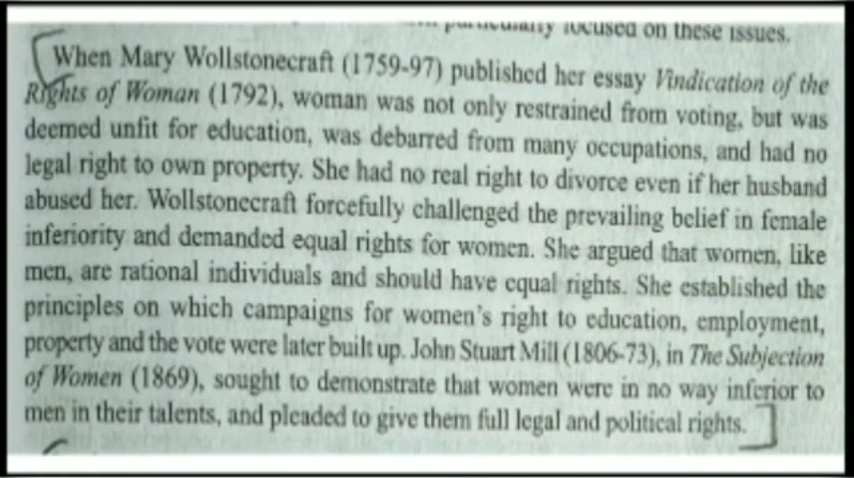 particularly focused on these issues.
When Mary Wollstonecraft (1759-97) published her essay Vindication of the
Rights of Woman (1792), woman was not only restrained from voting, but was
deemed unfit for education, was debarred from many occupations, and had no
legal right to own property. She had no real right to divorce even if her husband
abused her. Wollstonecraft forcefully challenged the prevailing belief in female
inferiority and demanded equal rights for women. She argued that women, like
men, are rational individuals and should have equal rights. She established the
principles on which campaigns for women's right to education, employment,
property and the vote were later built up. John Stuart Mill (1806-73), in The Subjection
of Women (1869), sought to demonstrate that women were in no way inferior to
men in their talents, and pleaded to give them full legal and political rights.